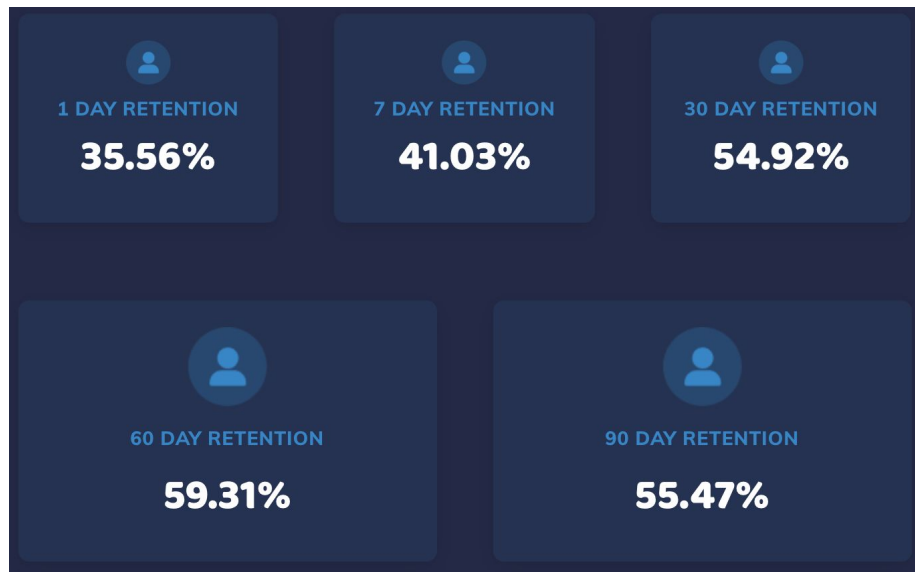 1 DAY RETENTION
35.56%
7 DAY RETENTION
41.03%
30 DAY RETENTION
54.92%
60 DAY RETENTION
59.31%
90 DAY RETENTION
55.47%